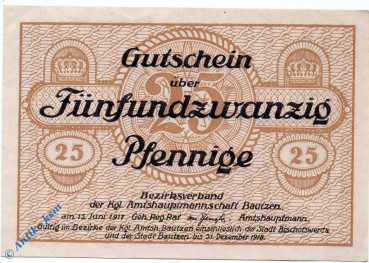 Gutschein
über
25
Fünfundzwanzig
25 Pfennige 25
Bezirksverband
der Kgl. Amtshauptmannschaft Bautzen.
am 15. Juni 1917. Geh. Reg. Rat Amtshauptmann.
Gültig im Bezirke der Kgl. Amtsh. Bautzen einschließlich der Stadt Bischofswerda
und der Stadt Bautzen bis 31. Dezember 1918.